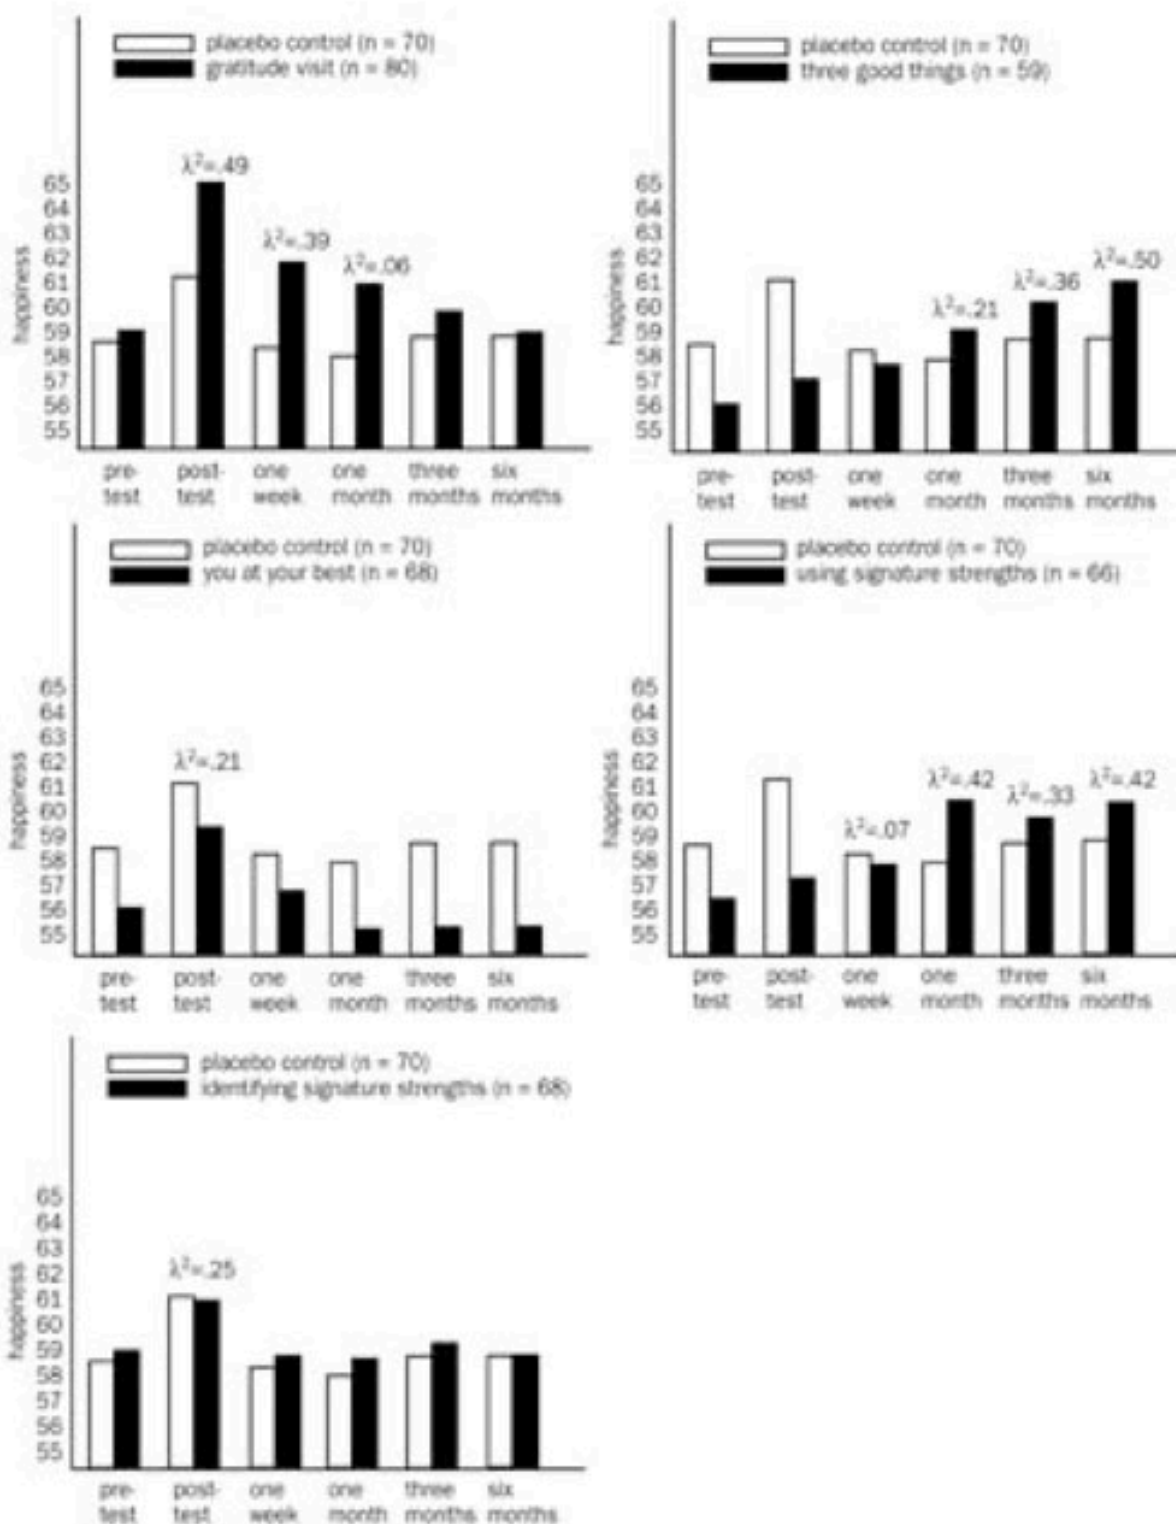 placebo control (n = 70)
gratitude visit (n = 80)
λ²=.49
λ²=.39
λ²=.06
happiness
65
64
63
62
61
60
59
58
57
56
55
pre-test
post-test
one week
one month
three months
six months
placebo control (n = 70)
three good things (n = 59)
λ²=.50
λ²=.36
λ²=.21
happiness
65
64
63
62
61
60
59
58
57
56
55
pre-test
post-test
one week
one month
three months
six months
placebo control (n = 70)
you at your best (n = 68)
λ²=.21
happiness
65
64
63
62
61
60
59
58
57
56
55
pre-test
post-test
one week
one month
three months
six months
placebo control (n = 70)
using signature strengths (n = 66)
λ²=.42
λ²=.33
λ²=.42
λ²=.07
happiness
65
64
63
62
61
60
59
58
57
56
55
pre-test
post-test
one week
one month
three months
six months
placebo control (n = 70)
identifying signature strengths (n = 68)
λ²=.25
happiness
65
64
63
62
61
60
59
58
57
56
55
pre-test
post-test
one week
one month
three months
six months